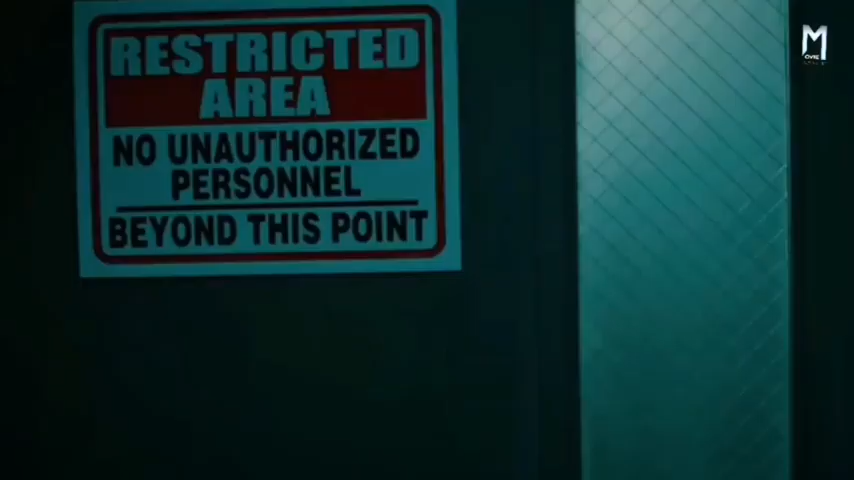 RESTRICTED
AREA
NO UNAUTHORIZED
PERSONNEL
BEYOND THIS POINT
M